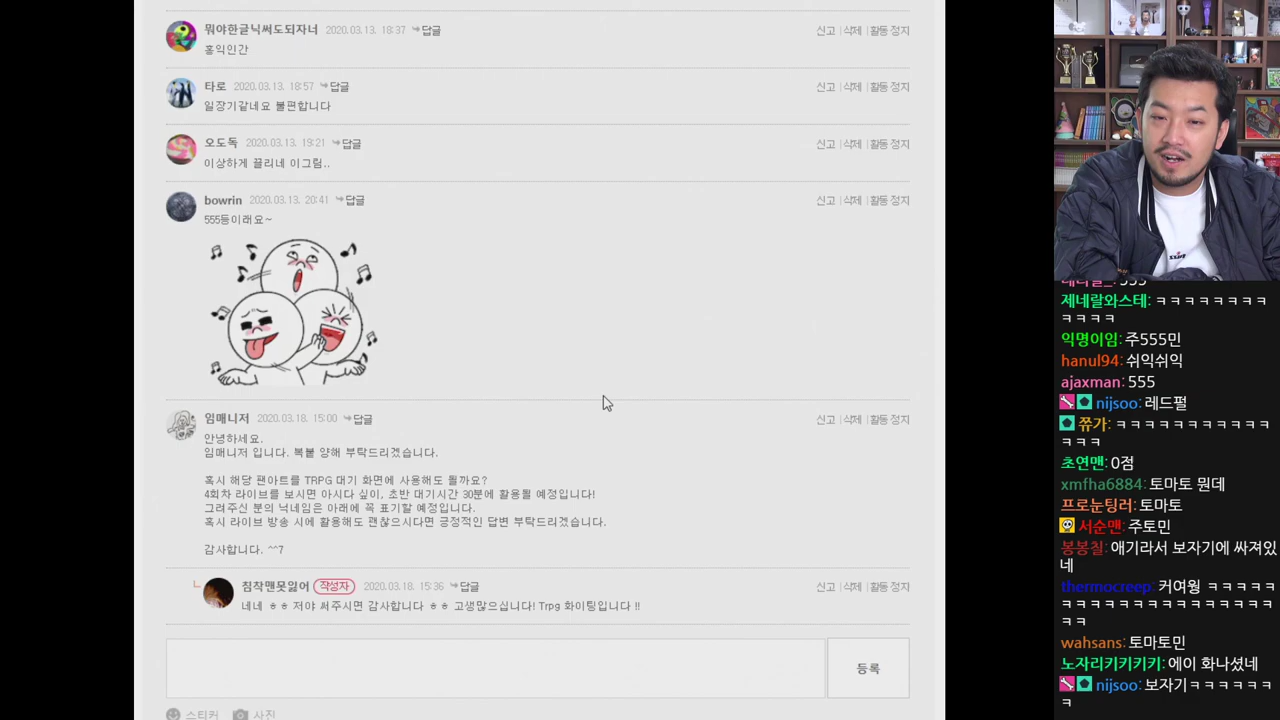 뭐야한글닉써도되자너 2020.03.13. 18:37 답글 신고 | 삭제 | 활동정지
홍익인간
타로 2020.03.13. 18:57 답글 신고 | 삭제 | 활동정지
일장기같네요 불편합니다
오도독 2020.03.13. 19:21 답글 신고 | 삭제 | 활동정지
이상하게 끌리네 이그림..
bowrin 2020.03.13. 20:41 답글 신고 | 삭제 | 활동정지
555등이래요~
임매니저 2020.03.18. 15:00 답글 신고 | 삭제 | 활동정지
안녕하세요.
임매니저 입니다. 복붙 양해 부탁드리겠습니다.
혹시 해당 팬아트를 TRPG 대기 화면에 사용해도 될까요?
4회차 라이브를 보시면 아시다 싶이, 초반 대기시간 30분에 활용될 예정입니다!
그려주신 분의 닉네임은 아래에 꼭 표기할 예정입니다.
혹시 라이브 방송 시에 활용해도 괜찮으시다면 긍정적인 답변 부탁드리겠습니다.
감사합니다. ^^7
침착맨못잃어 작성자 2020.03.18. 15:36 답글 신고 | 삭제 | 활동정지
네네 ㅎㅎ 저야 써주시면 감사합니다 ㅎㅎ 고생많으십니다! Trpg 화이팅입니다 !!
등록
스티커 사진
제네랄와스테: ㅋㅋㅋㅋㅋㅋㅋㅋ
ㅋㅋㅋㅋ
익명이임: 주555민
hanul94: 쉬익쉬익
ajaxman: 555
nijsoo: 레드펄
쮸가: ㅋㅋㅋㅋㅋㅋㅋㅋㅋㅋㅋ
ㅋㅋㅋ
초연맨: 0점
xmfha6884: 토마토 뭔데
프로눈팅러: 토마토
서순맨: 주토민
봉봉칠: 애기라서 보자기에 싸져있
네
thermocreep: 커여웡 ㅋㅋㅋㅋㅋ
ㅋㅋㅋㅋㅋㅋㅋㅋㅋㅋㅋㅋㅋㅋㅋ
ㅋㅋ
wahsans: 토마토민
노자리키키키키: 에이 화나셨네
nijsoo: 보자기ㅋㅋㅋㅋㅋㅋㅋ
ㅋ